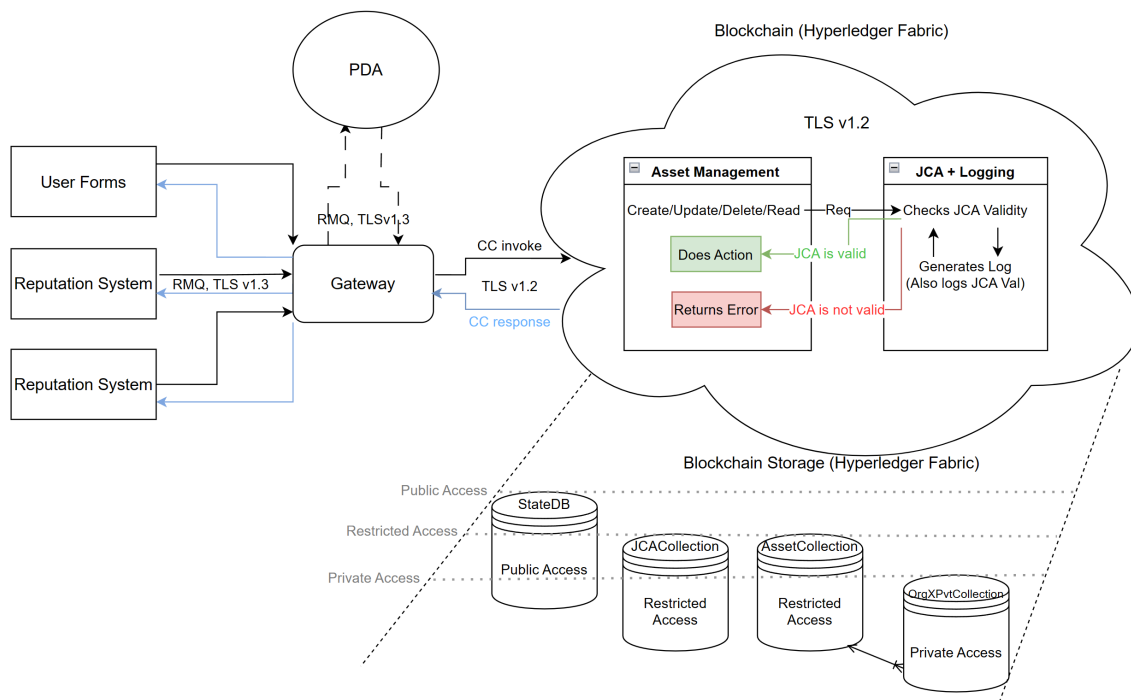 Blockchain (Hyperledger Fabric)
PDA
TLS v1.2
User Forms
Asset Management
JCA + Logging
Create/Update/Delete/Read
Req
Checks JCA Validity
RMQ, TLSv1.3
CC invoke
Does Action
JCA is valid
Generates Log
(Also logs JCA Val)
Reputation System
RMQ, TLS v1.3
Gateway
TLS v1.2
CC response
Returns Error
JCA is not valid
Reputation System
Blockchain Storage (Hyperledger Fabric)
Public Access
StateDB
Restricted Access
JCACollection
AssetCollection
Public Access
Private Access
OrgXPvtCollection
Restricted
Access
Restricted
Access
Private Access